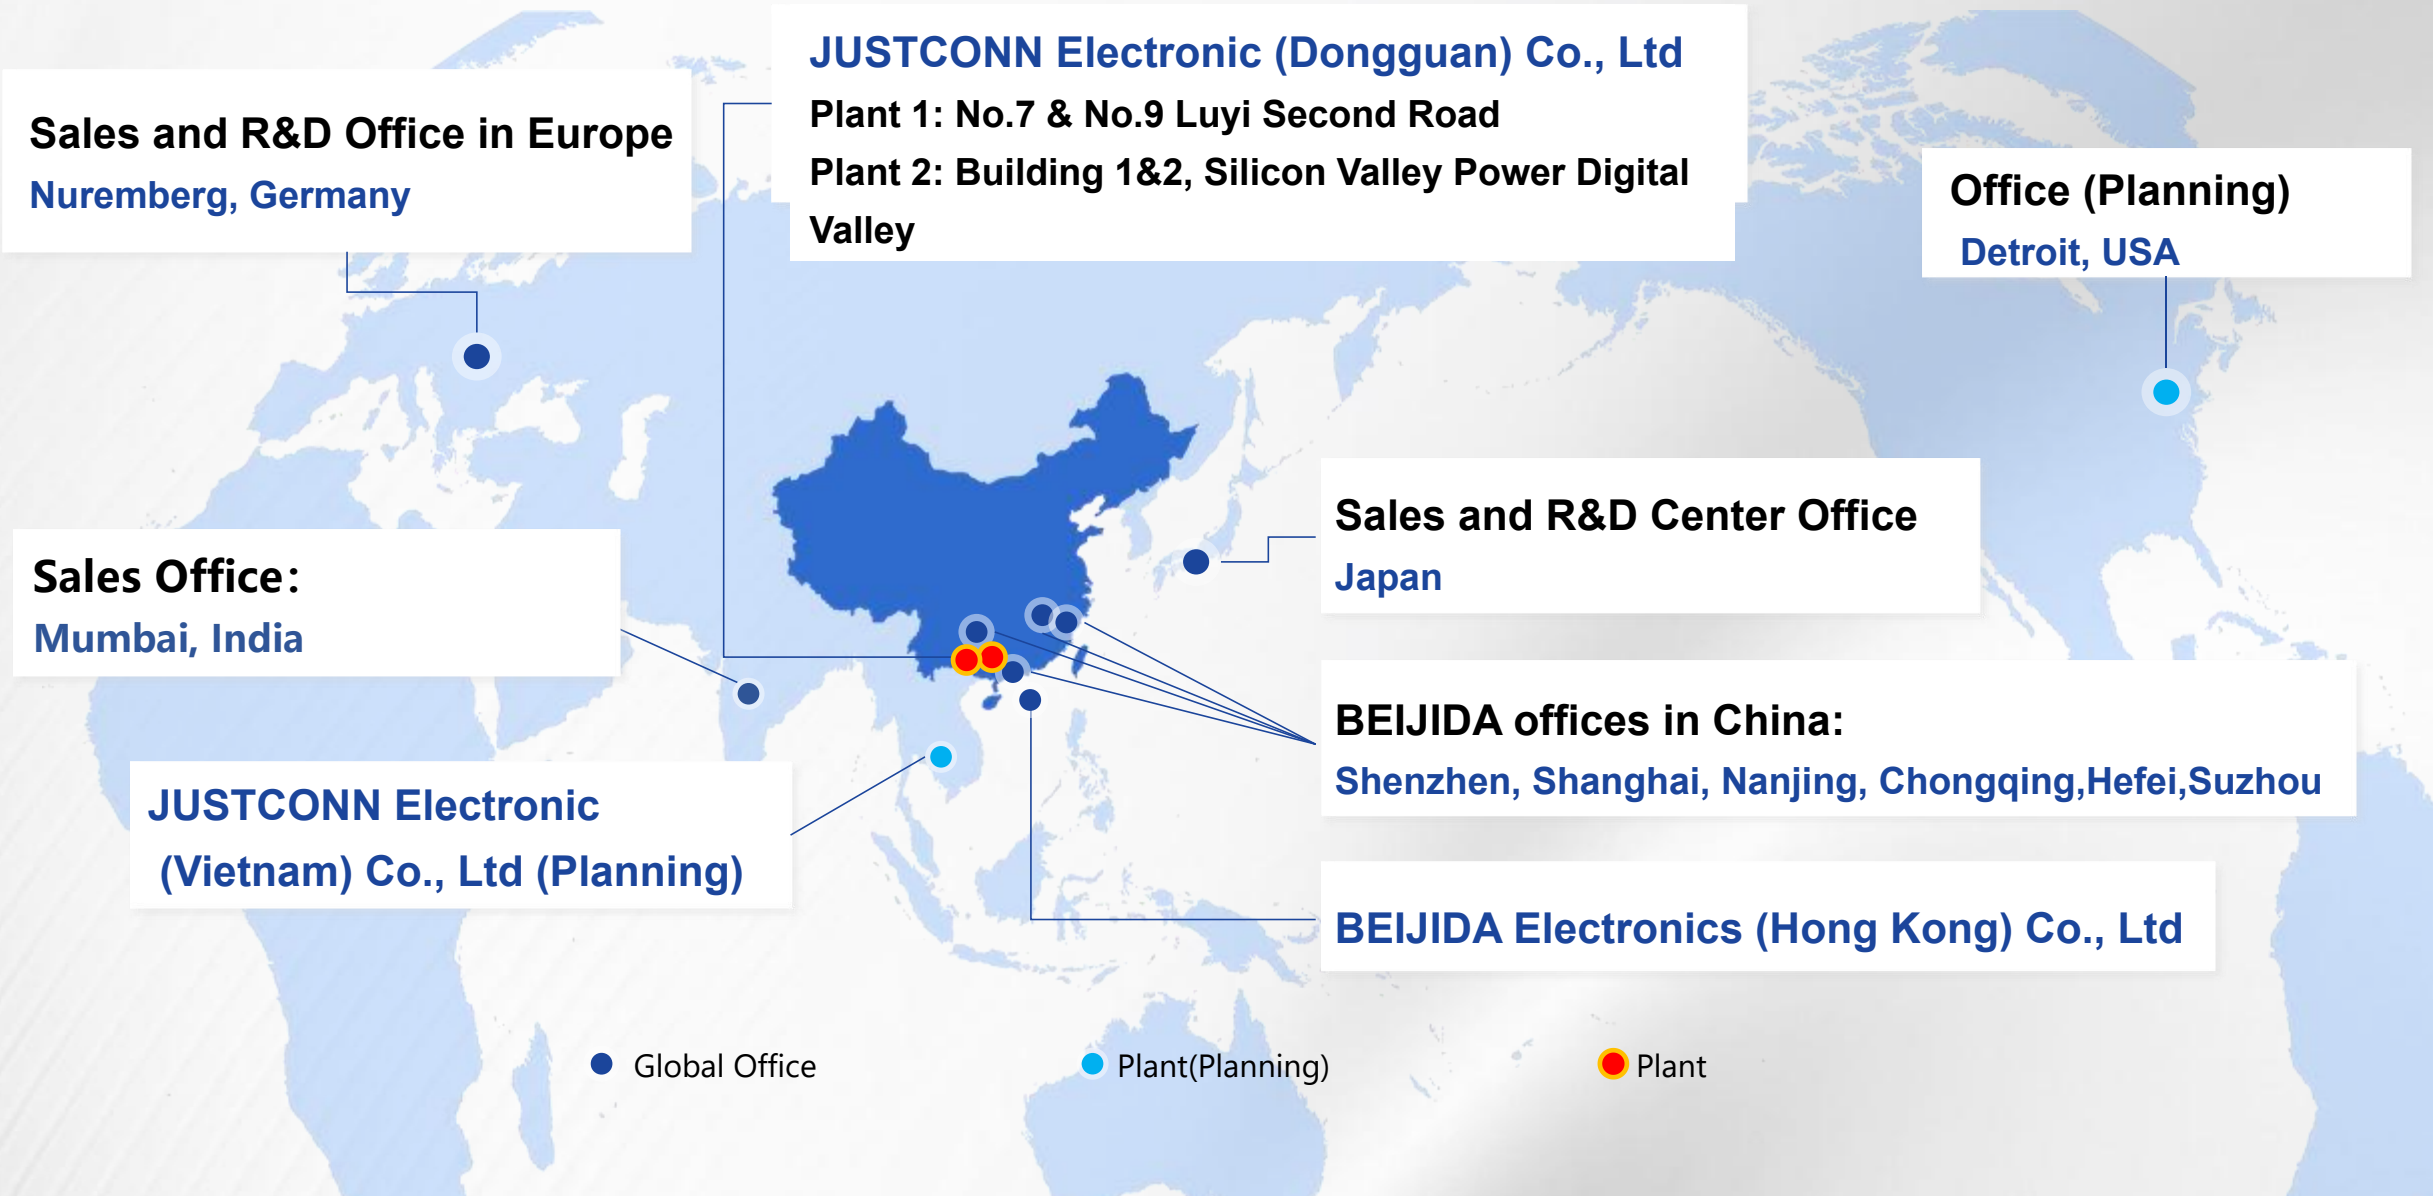 JUSTCONN Electronic (Dongguan) Co., Ltd
Plant 1: No.7 & No.9 Luyi Second Road
Plant 2: Building 1&2, Silicon Valley Power Digital
Valley
Sales and R&D Office in Europe
Nuremberg, Germany
Office (Planning)
Detroit, USA
Sales and R&D Center Office
Japan
Sales Office：
Mumbai, India
BEIJIDA offices in China:
Shenzhen, Shanghai, Nanjing, Chongqing,Hefei,Suzhou
JUSTCONN Electronic
(Vietnam) Co., Ltd (Planning)
BEIJIDA Electronics (Hong Kong) Co., Ltd
Global Office
Plant(Planning)
Plant